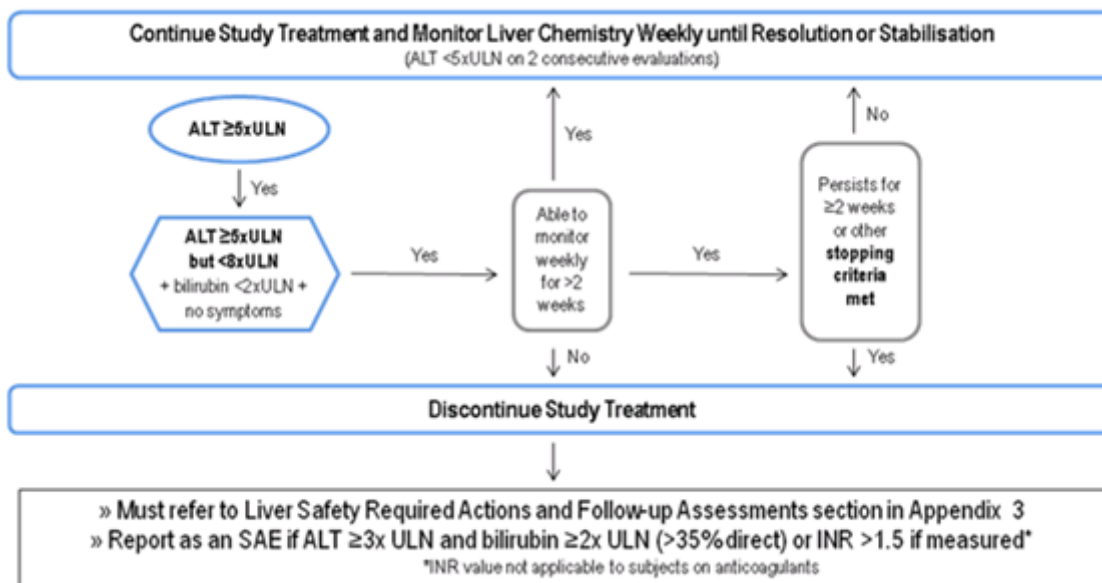 Continue Study Treatment and Monitor Liver Chemistry Weekly until Resolution or Stabilisation
(ALT <5xULN on 2 consecutive evaluations)
ALT ≥5xULN
Yes
ALT ≥5xULN
but <8xULN
+ bilirubin <2xULN +
no symptoms
Yes
Yes
Able to
monitor
weekly
for >2
weeks
No
Yes
No
Persists for
≥2 weeks
or other
stopping
criteria
met
Yes
Discontinue Study Treatment
» Must refer to Liver Safety Required Actions and Follow-up Assessments section in Appendix 3
» Report as an SAE if ALT ≥3x ULN and bilirubin ≥2x ULN (>35% direct) or INR >1.5 if measured*
*INR value not applicable to subjects on anticoagulants